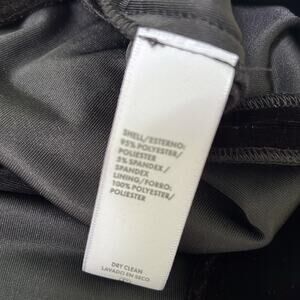 SHELL/ESTERNO:
95% POLYESTER/
POLIESTER
5% SPANDEX/
SPANDEX
LINING/FORRO:
100% POLYESTER/
POLIESTER
DRY CLEAN
LAVADO EN SECO